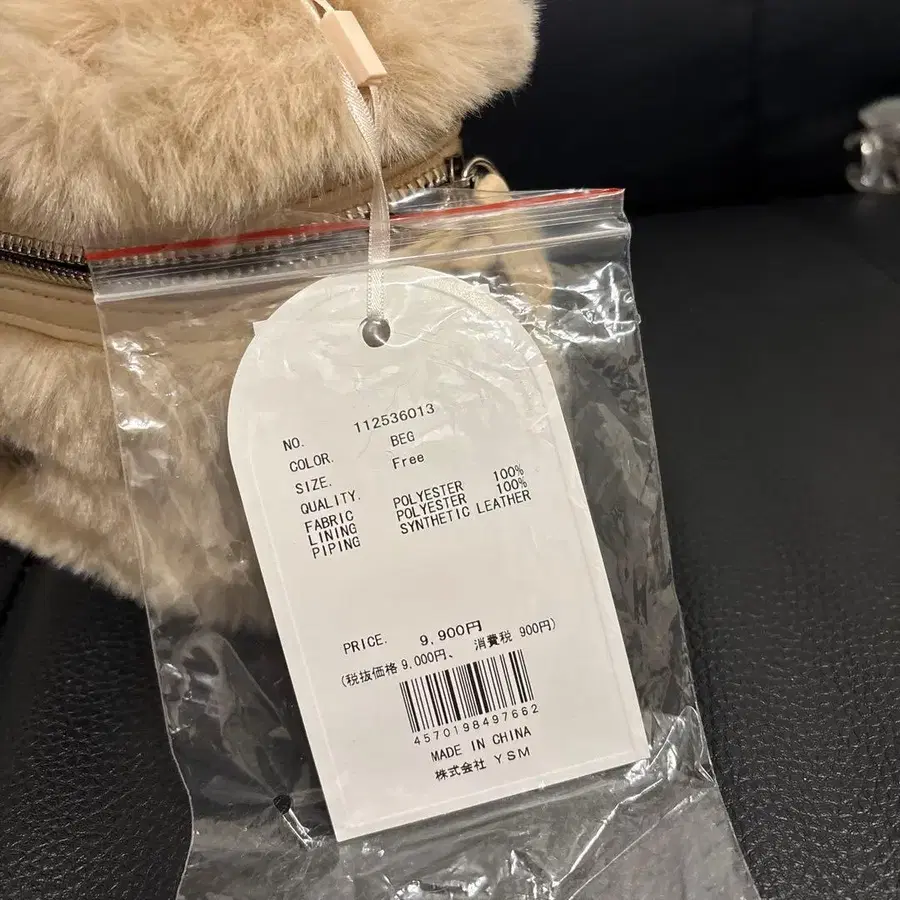 NO. 112536013
COLOR. BEG
SIZE. Free
QUALITY.
FABRIC POLYESTER 100%
LINING POLYESTER 100%
PIPING SYNTHETIC LEATHER
PRICE. 9,900円
(税抜価格 9,000円、 消費税 900円)
4570198497662
MADE IN CHINA
株式会社 YSM